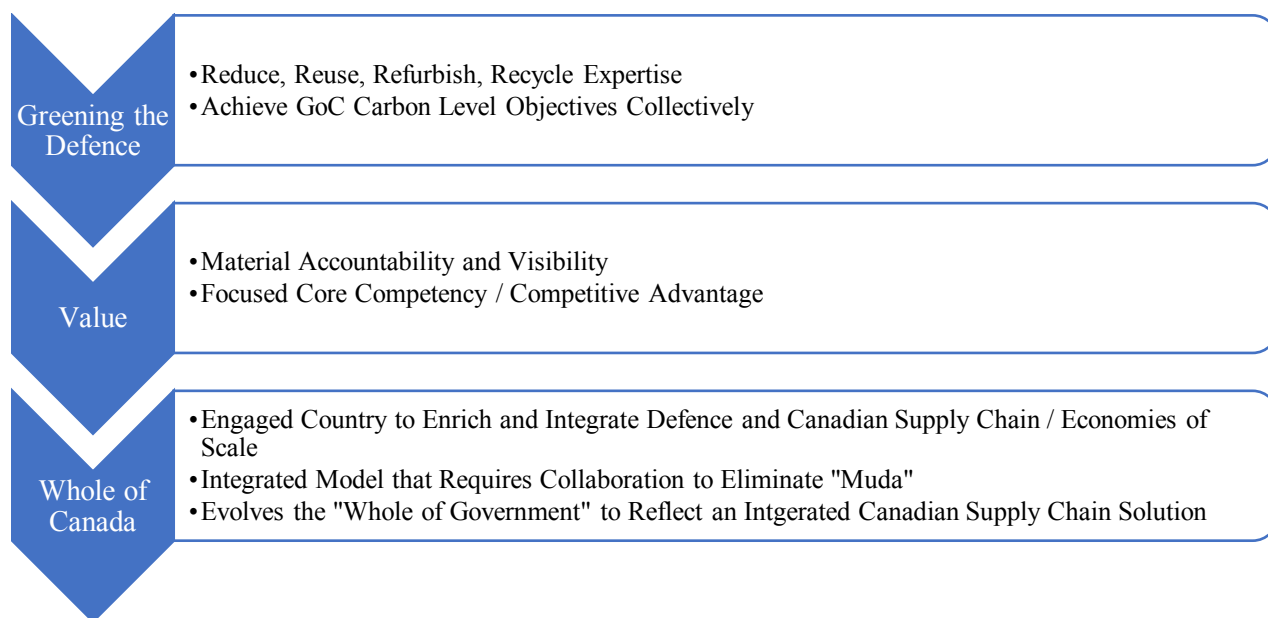 Greening the
Defence
•Reduce, Reuse, Refurbish, Recycle Expertise
•Achieve GoC Carbon Level Objectives Collectively
Value
•Material Accountability and Visibility
•Focused Core Competency / Competitive Advantage
Whole of
Canada
•Engaged Country to Enrich and Integrate Defence and Canadian Supply Chain / Economies of
Scale
•Integrated Model that Requires Collaboration to Eliminate "Muda"
•Evolves the "Whole of Government" to Reflect an Intgerated Canadian Supply Chain Solution